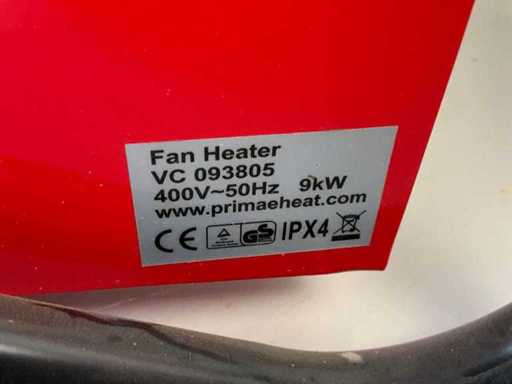 Fan Heater
VC 093805
400V~50Hz 9kW
www.primaeheat.com
CE GS IPX4